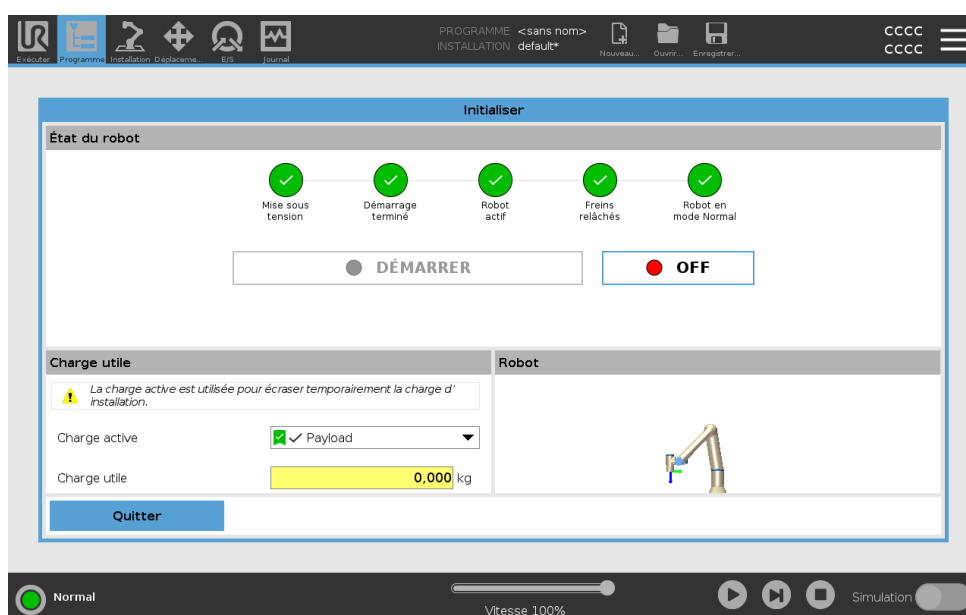 PROGRAMME <sans nom>
INSTALLATION default*
CCCC
CCCC
Exécuter Programme Installation Déplaceme... E/S Journal Nouveau... Ouvrir... Enregistrer...
Initialiser
État du robot
Mise sous tension
Démarrage terminé
Robot actif
Freins relâchés
Robot en mode Normal
DÉMARRER
OFF
Charge utile
La charge active est utilisée pour écraser temporairement la charge d'
installation.
Charge active
Payload
Charge utile
0,000 kg
Robot
Quitter
Normal
Vitesse 100%
Simulation